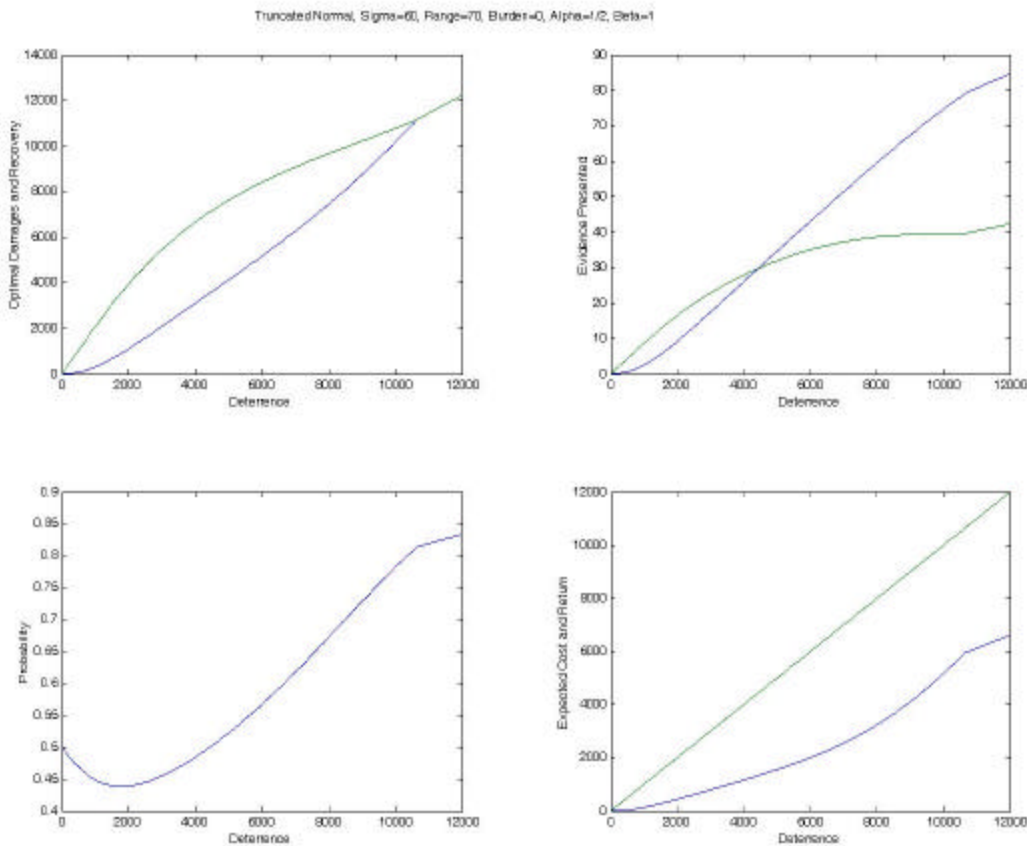 Truncated Normal, Sigma=60, Range=70, Burden=0, Alpha=1/2, Beta=1
14000
12000
10000
8000
6000
4000
2000
0
Optimal Damages and Recovery
0 2000 4000 6000 8000 10000 12000
Deterrence
90
80
70
60
50
40
30
20
10
0
Evidence Presented
0 2000 4000 6000 8000 10000 12000
Deterrence
0.9
0.85
0.8
0.75
0.7
0.65
0.6
0.55
0.5
0.45
0.4
Probability
0 2000 4000 6000 8000 10000 12000
Deterrence
12000
10000
8000
6000
4000
2000
0
Expected Cost and Return
0 2000 4000 6000 8000 10000 12000
Deterrence